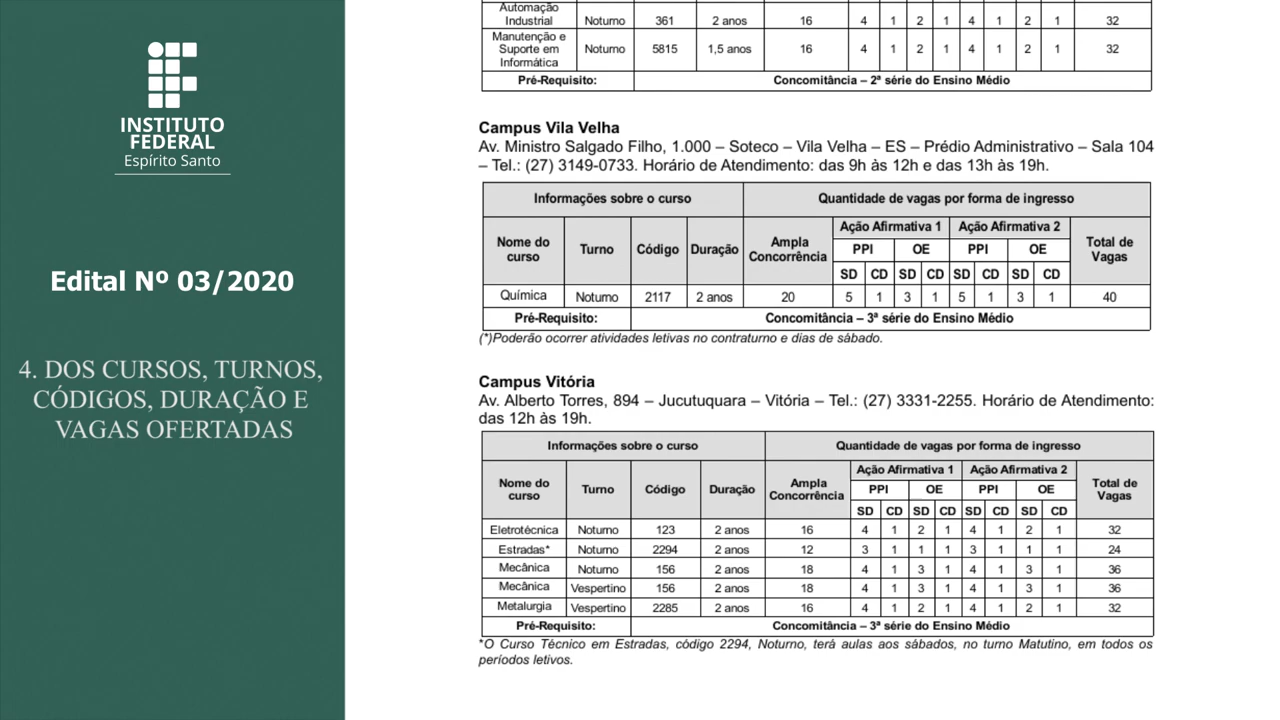 INSTITUTO
FEDERAL
Espírito Santo
Edital Nº 03/2020
4. DOS CURSOS, TURNOS,
CÓDIGOS, DURAÇÃO E
VAGAS OFERTADAS
Automação
Industrial Noturno 361 2 anos 16 4 1 2 1 4 1 2 1 32
Manutenção e
Suporte em
Informática Noturno 5815 1,5 anos 16 4 1 2 1 4 1 2 1 32
Pré-Requisito: Concomitância – 2ª série do Ensino Médio
Campus Vila Velha
Av. Ministro Salgado Filho, 1.000 – Soteco – Vila Velha – ES – Prédio Administrativo – Sala 104
– Tel.: (27) 3149-0733. Horário de Atendimento: das 9h às 12h e das 13h às 19h.
Informações sobre o curso Quantidade de vagas por forma de ingresso
Nome do
curso Turno Código Duração Ampla
Concorrência Ação Afirmativa 1 Ação Afirmativa 2 Total de
Vagas
PPI OE PPI OE
SD CD SD CD SD CD SD CD
Química Noturno 2117 2 anos 20 5 1 3 1 5 1 3 1 40
Pré-Requisito: Concomitância – 3ª série do Ensino Médio
(*)Poderão ocorrer atividades letivas no contraturno e dias de sábado.
Campus Vitória
Av. Alberto Torres, 894 – Jucutuquara – Vitória – Tel.: (27) 3331-2255. Horário de Atendimento:
das 12h às 19h.
Informações sobre o curso Quantidade de vagas por forma de ingresso
Nome do
curso Turno Código Duração Ampla
Concorrência Ação Afirmativa 1 Ação Afirmativa 2 Total de
Vagas
PPI OE PPI OE
SD CD SD CD SD CD SD CD
Eletrotécnica Noturno 123 2 anos 16 4 1 2 1 4 1 2 1 32
Estradas* Noturno 2294 2 anos 12 3 1 1 1 3 1 1 1 24
Mecânica Noturno 156 2 anos 18 4 1 3 1 4 1 3 1 36
Mecânica Vespertino 156 2 anos 18 4 1 3 1 4 1 3 1 36
Metalurgia Vespertino 2285 2 anos 16 4 1 2 1 4 1 2 1 32
Pré-Requisito: Concomitância – 3ª série do Ensino Médio
*O Curso Técnico em Estradas, código 2294, Noturno, terá aulas aos sábados, no turno Matutino, em todos os
períodos letivos.